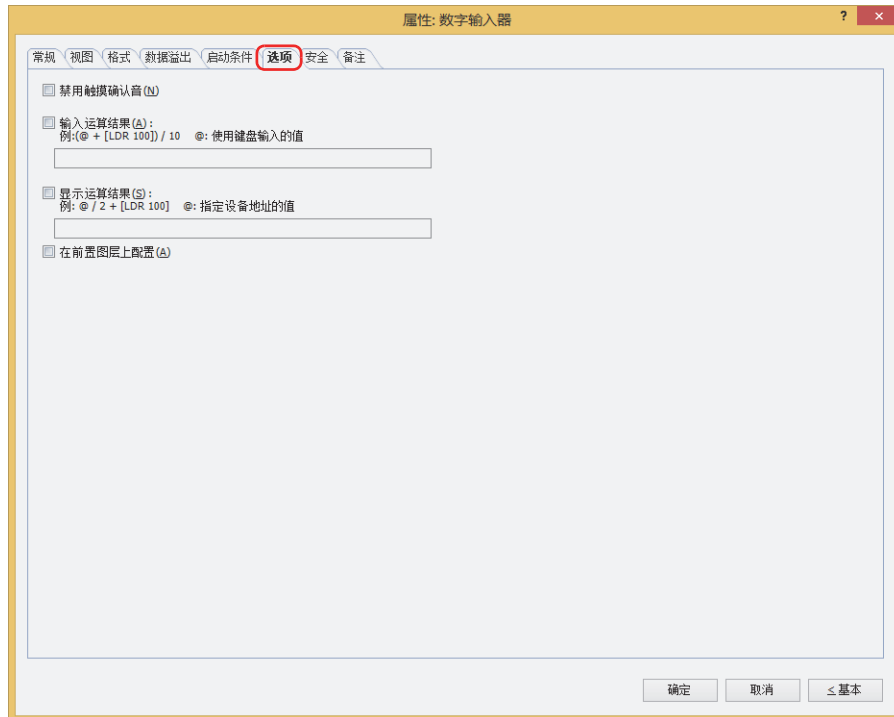 属性: 数字输入器
? ×
常规 视图 格式 数据溢出 启动条件 选项 安全 备注
禁用触摸确认音(N)
输入运算结果(A):
例:(@ + [LDR 100]) / 10 @: 使用键盘输入的值
显示运算结果(S):
例: @ / 2 + [LDR 100] @: 指定设备地址的值
在前置图层上配置(A)
确定 取消 ≤基本